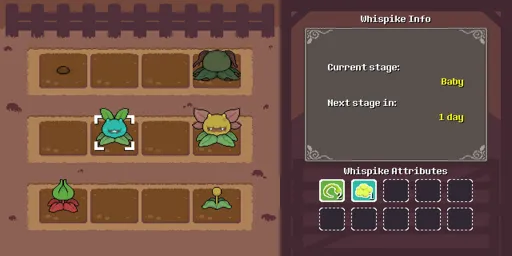 Whispike Info
Current stage:
Baby
Next stage in:
1 day
Whispike Attributes